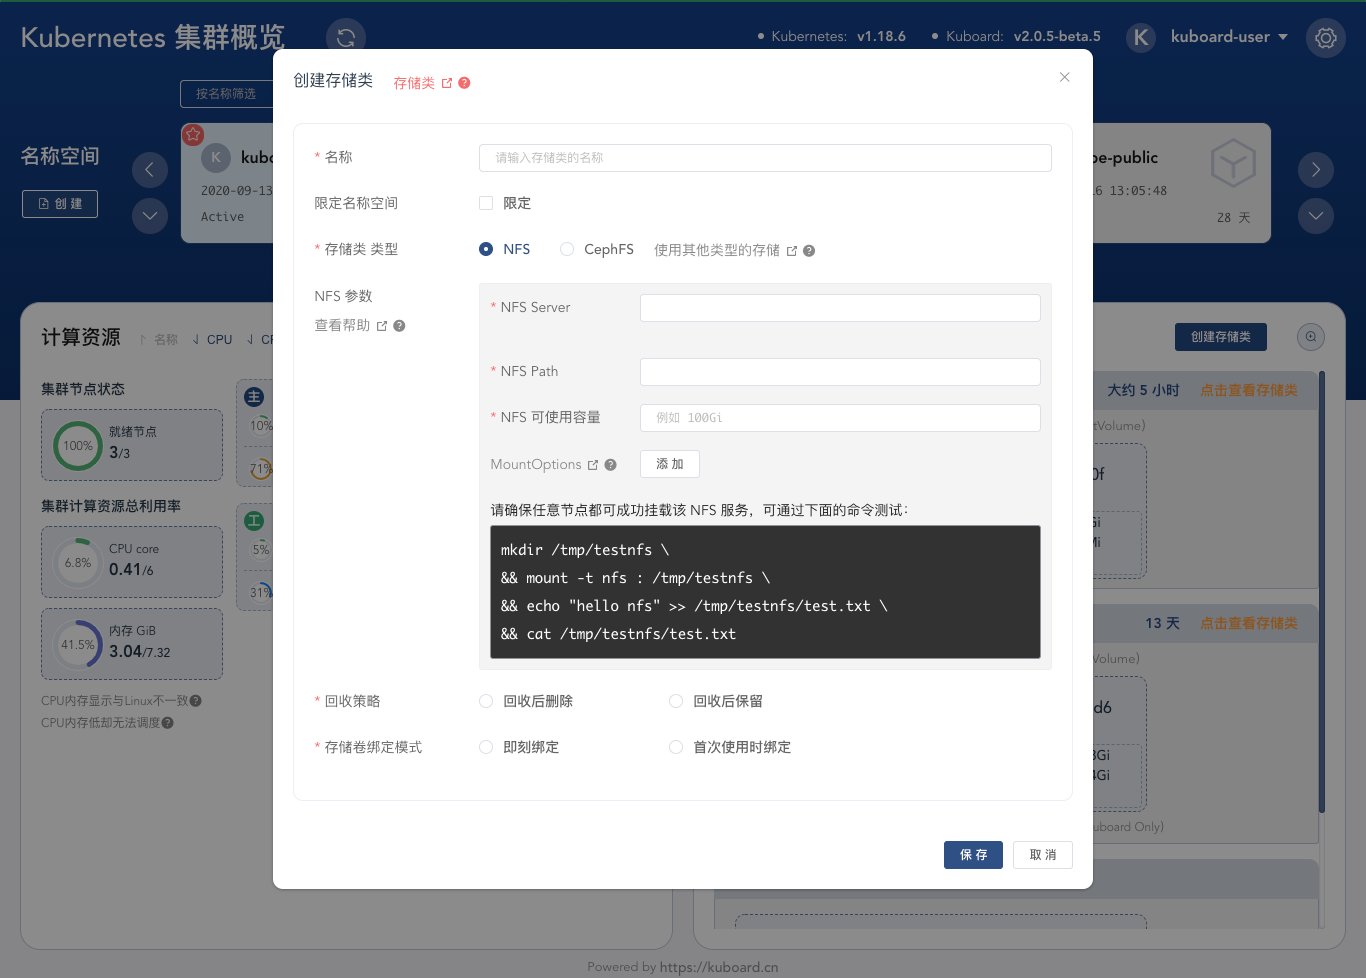 Kubernetes 集群概览
Kubernetes: v1.18.6
Kuboard: v2.0.5-beta.5
K
kuboard-user
按名称筛选
名称空间
创 建
K
2020-09-13
Active
be-public
13:05:48
28 天
创建存储类
存储类
* 名称
请输入存储类的名称
限定名称空间
限定
* 存储类 类型
NFS
CephFS
使用其他类型的存储
NFS 参数
查看帮助
* NFS Server
* NFS Path
* NFS 可使用容量
例如 100Gi
MountOptions
添 加
请确保任意节点都可成功挂载该 NFS 服务，可通过下面的命令测试：
mkdir /tmp/testnfs \
&& mount -t nfs : /tmp/testnfs \
&& echo "hello nfs" >> /tmp/testnfs/test.txt \
&& cat /tmp/testnfs/test.txt
* 回收策略
回收后删除
回收后保留
* 存储卷绑定模式
即刻绑定
首次使用时绑定
保 存
取 消
计算资源
名称
CPU
集群节点状态
100%
就绪节点
3/3
集群计算资源总利用率
6.8%
CPU core
0.41/6
41.5%
内存 GiB
3.04/7.32
CPU内存显示与Linux不一致
CPU内存低却无法调度
主
10%
71%
工
5%
31%
创建存储类
大约 5 小时
点击查看存储类
tVolume)
0f
Gi
Mi
13 天
点击查看存储类
Volume)
d6
3Gi
4Gi
uboard Only)
Powered by https://kuboard.cn